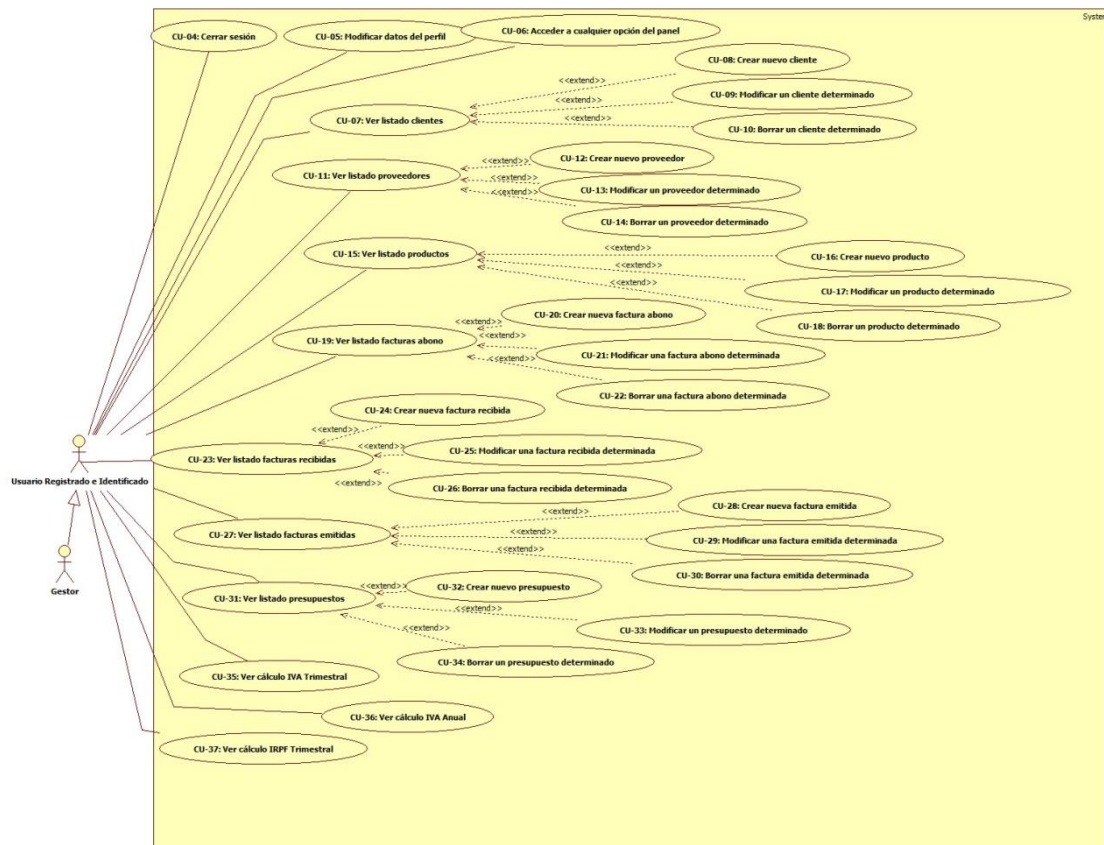 System
CU-04: Cerrar sesión
CU-05: Modificar datos del perfil
CU-06: Acceder a cualquier opción del panel
CU-07: Ver listado clientes
<<extend>>
CU-08: Crear nuevo cliente
<<extend>>
CU-09: Modificar un cliente determinado
<<extend>>
CU-10: Borrar un cliente determinado
CU-11: Ver listado proveedores
<<extend>>
CU-12: Crear nuevo proveedor
<<extend>>
CU-13: Modificar un proveedor determinado
<<extend>>
CU-14: Borrar un proveedor determinado
CU-15: Ver listado productos
<<extend>>
CU-16: Crear nuevo producto
<<extend>>
CU-17: Modificar un producto determinado
<<extend>>
CU-18: Borrar un producto determinado
CU-19: Ver listado facturas abono
<<extend>>
CU-20: Crear nueva factura abono
<<extend>>
CU-21: Modificar una factura abono determinada
<<extend>>
CU-22: Borrar una factura abono determinada
CU-23: Ver listado facturas recibidas
<<extend>>
CU-24: Crear nueva factura recibida
<<extend>>
CU-25: Modificar una factura recibida determinada
<<extend>>
CU-26: Borrar una factura recibida determinada
Usuario Registrado e Identificado
CU-27: Ver listado facturas emitidas
<<extend>>
CU-28: Crear nueva factura emitida
<<extend>>
CU-29: Modificar una factura emitida determinada
<<extend>>
CU-30: Borrar una factura emitida determinada
Gestor
CU-31: Ver listado presupuestos
<<extend>>
CU-32: Crear nuevo presupuesto
<<extend>>
CU-33: Modificar un presupuesto determinado
<<extend>>
CU-34: Borrar un presupuesto determinado
CU-35: Ver cálculo IVA Trimestral
CU-36: Ver cálculo IVA Anual
CU-37: Ver cálculo IRPF Trimestral